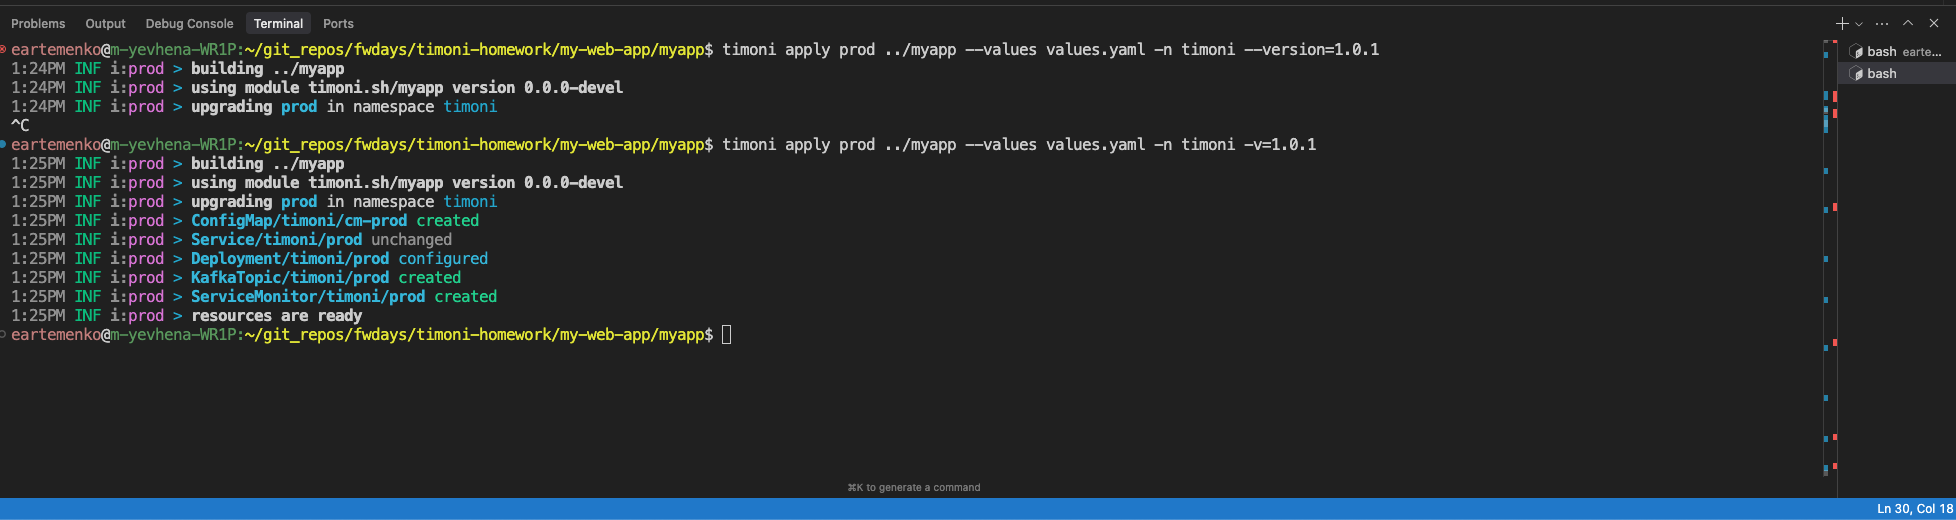 Problems Output Debug Console Terminal Ports
eartemenko@m-yevhena-WR1P:~/git_repos/fwdays/timoni-homework/my-web-app/myapp$ timoni apply prod ../myapp --values values.yaml -n timoni --version=1.0.1
1:24PM INF i:prod > building ../myapp
1:24PM INF i:prod > using module timoni.sh/myapp version 0.0.0-devel
1:24PM INF i:prod > upgrading prod in namespace timoni
^C
eartemenko@m-yevhena-WR1P:~/git_repos/fwdays/timoni-homework/my-web-app/myapp$ timoni apply prod ../myapp --values values.yaml -n timoni -v=1.0.1
1:25PM INF i:prod > building ../myapp
1:25PM INF i:prod > using module timoni.sh/myapp version 0.0.0-devel
1:25PM INF i:prod > upgrading prod in namespace timoni
1:25PM INF i:prod > ConfigMap/timoni/cm-prod created
1:25PM INF i:prod > Service/timoni/prod unchanged
1:25PM INF i:prod > Deployment/timoni/prod configured
1:25PM INF i:prod > KafkaTopic/timoni/prod created
1:25PM INF i:prod > ServiceMonitor/timoni/prod created
1:25PM INF i:prod > resources are ready
eartemenko@m-yevhena-WR1P:~/git_repos/fwdays/timoni-homework/my-web-app/myapp$
bash earte...
bash
⌘K to generate a command
Ln 30, Col 18